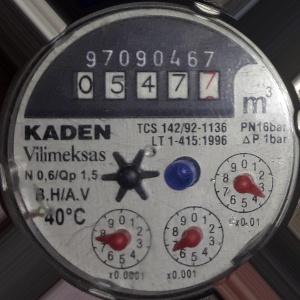 97090467
05477
m³
KADEN
TCS 142/92-1136 PN16bar
Vilimeksas
LT 1-415:1996 ΔP 1bar
N 0,6/Qp 1,5
B.H/A.V
40°C
x0.01
x0.0001
x0.001